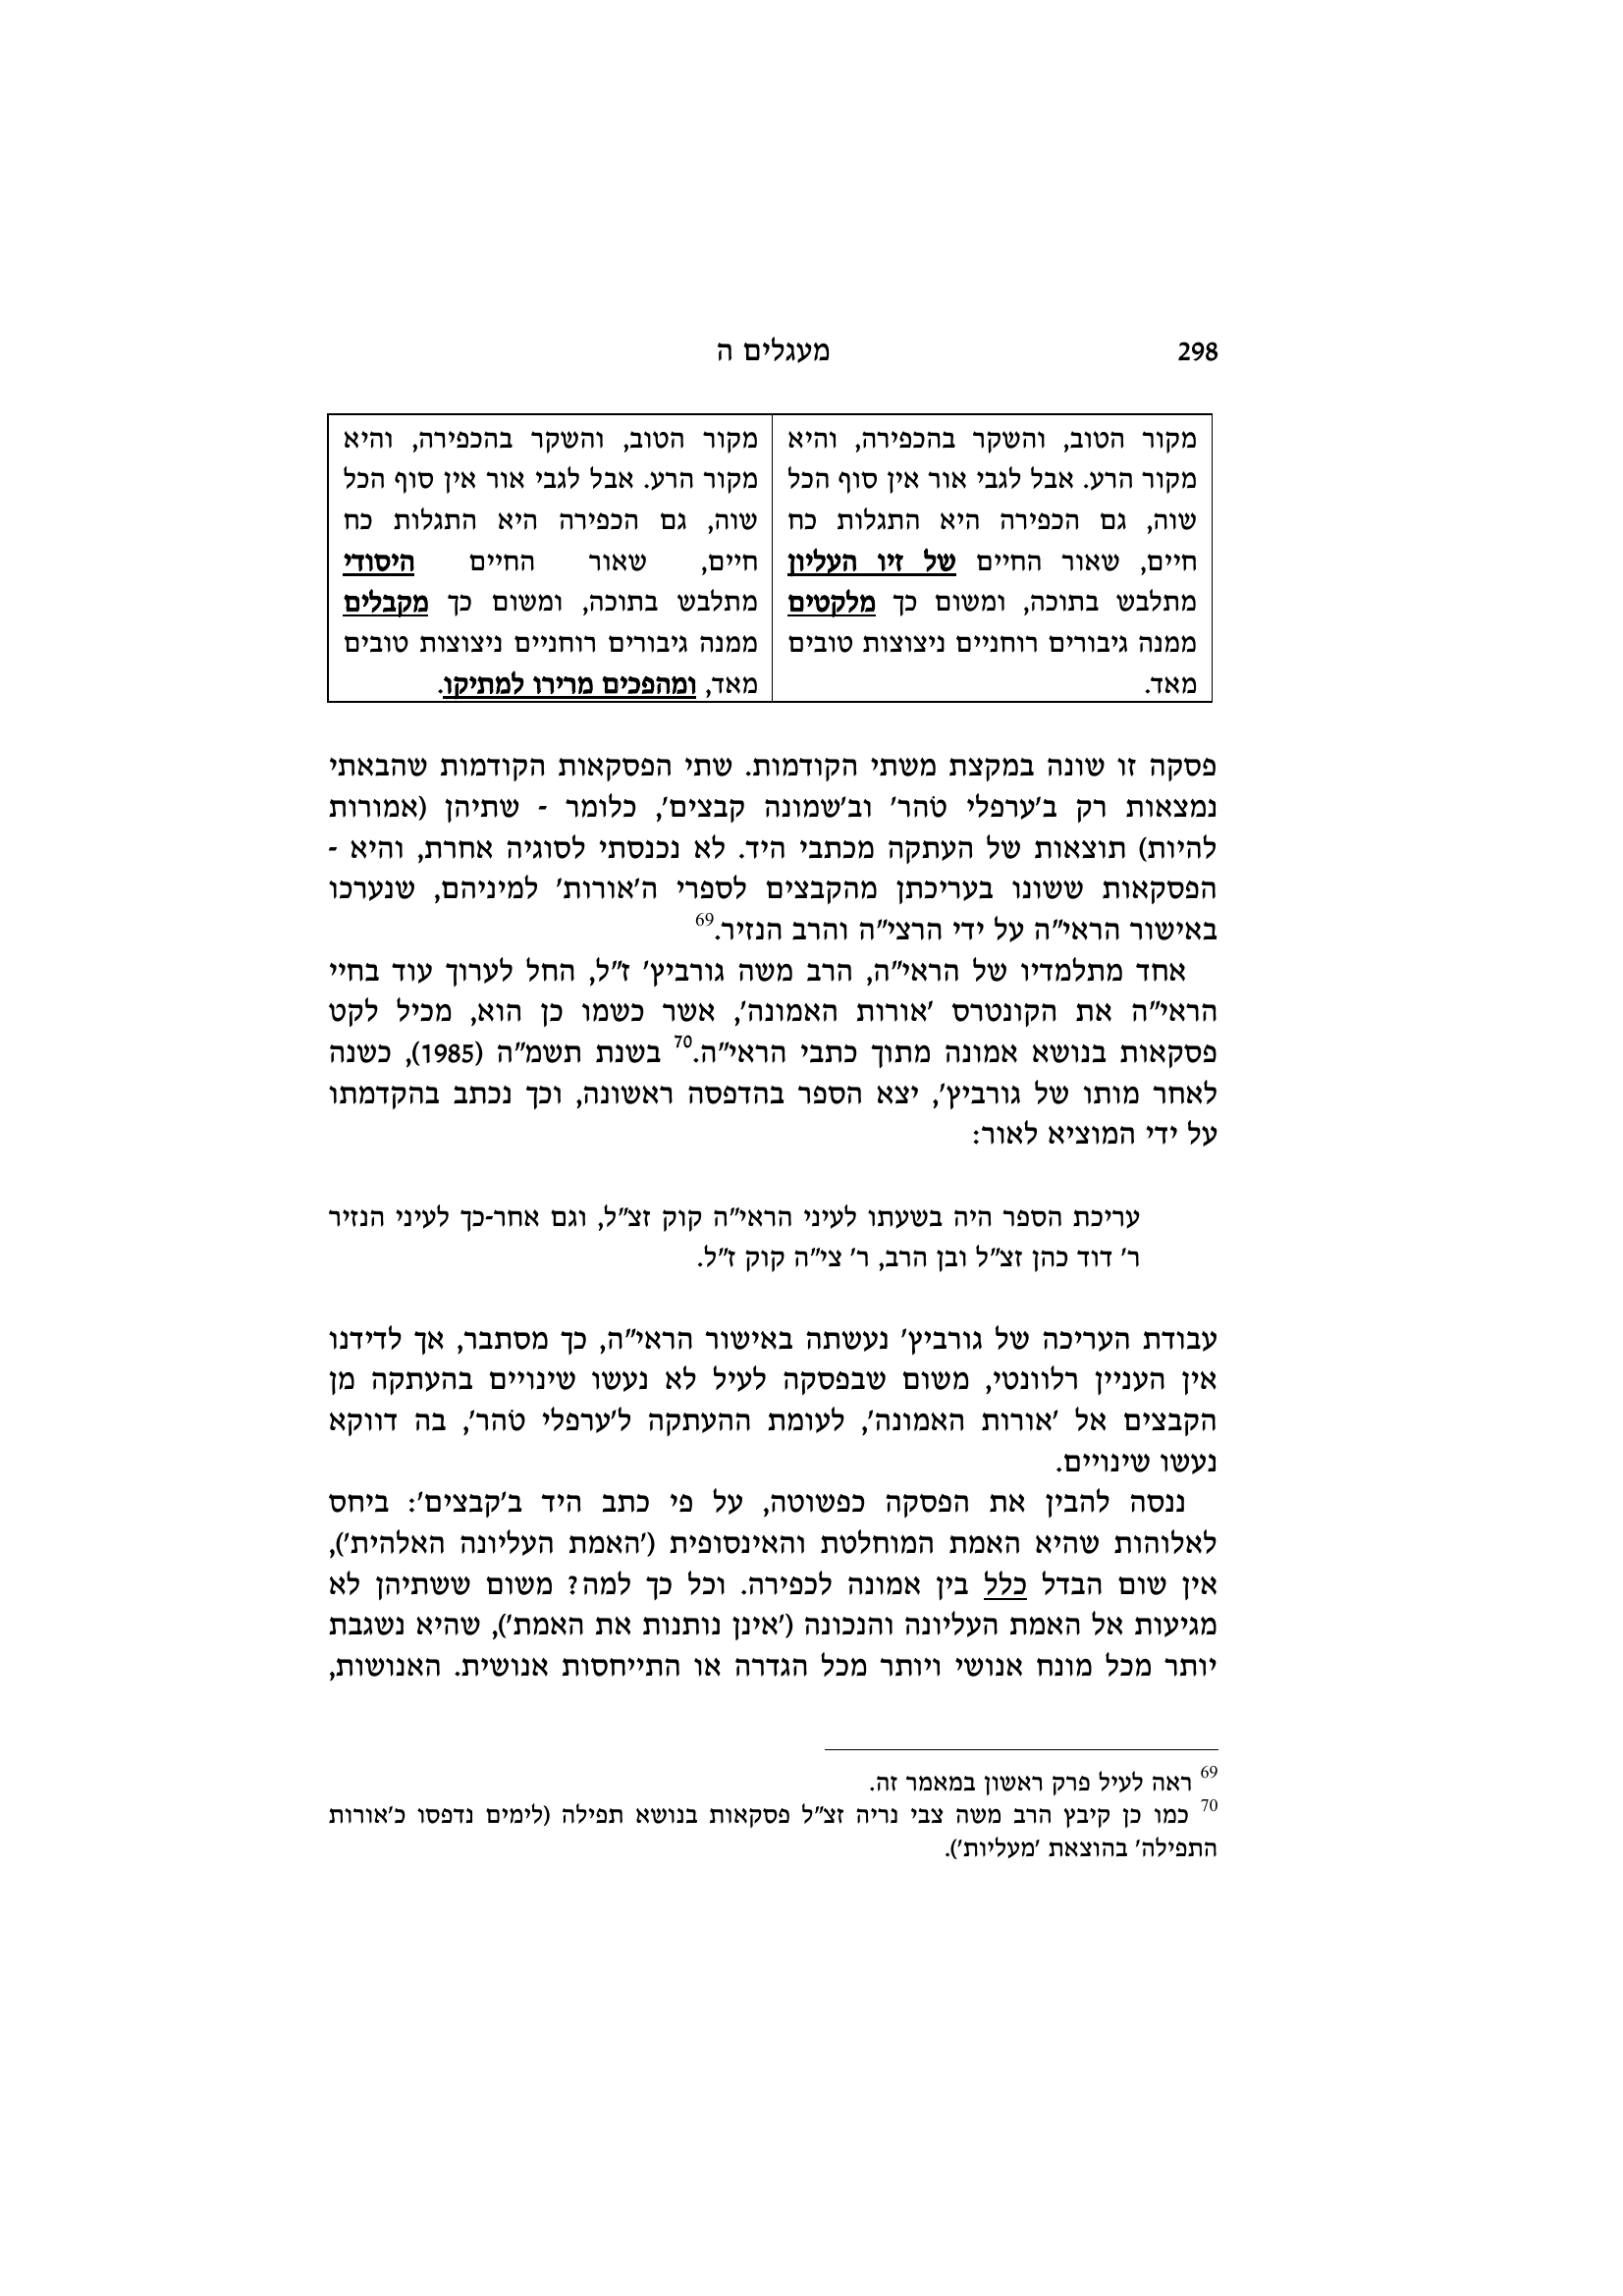 298 מעגלים ה
מקור הטוב, והשקר בהכפירה, והיא
מקור הרע. אבל לגבי אור אין סוף הכל
שוה, גם הכפירה היא התגלות כח
חיים, שאור החיים של זיו העליון
מתלבש בתוכה, ומשום כך מלקטים
ממנה גיבורים רוחניים ניצוצות טובים
מאד.
מקור הטוב, והשקר בהכפירה, והיא
מקור הרע. אבל לגבי אור אין סוף הכל
שוה, גם הכפירה היא התגלות כח
חיים, שאור החיים היסודי
מתלבש בתוכה, ומשום כך מקבלים
ממנה גיבורים רוחניים ניצוצות טובים
מאד, ומהפכים מרירו למתיקו.
פסקה זו שונה במקצת משתי הקודמות. שתי הפסקאות הקודמות שהבאתי
נמצאות רק ב'ערפלי טֹהר' וב'שמונה קבצים', כלומר - שתיהן (אמורות
להיות) תוצאות של העתקה מכתבי היד. לא נכנסתי לסוגיה אחרת, והיא -
הפסקאות ששונו בעריכתן מהקבצים לספרי ה'אורות' למיניהם, שנערכו
באישור הראי"ה על ידי הרצי"ה והרב הנזיר.69
אחד מתלמדיו של הראי"ה, הרב משה גורביץ' ז"ל, החל לערוך עוד בחיי
הראי"ה את הקונטרס 'אורות האמונה', אשר כשמו כן הוא, מכיל לקט
פסקאות בנושא אמונה מתוך כתבי הראי"ה.70 בשנת תשמ"ה (1985), כשנה
לאחר מותו של גורביץ', יצא הספר בהדפסה ראשונה, וכך נכתב בהקדמתו
על ידי המוציא לאור:
עריכת הספר היה בשעתו לעיני הראי"ה קוק זצ"ל, וגם אחר-כך לעיני הנזיר
ר' דוד כהן זצ"ל ובן הרב, ר' צי"ה קוק ז"ל.
עבודת העריכה של גורביץ' נעשתה באישור הראי"ה, כך מסתבר, אך לדידנו
אין העניין רלוונטי, משום שבפסקה לעיל לא נעשו שינויים בהעתקה מן
הקבצים אל 'אורות האמונה', לעומת ההעתקה ל'ערפלי טֹהר', בה דווקא
נעשו שינויים.
ננסה להבין את הפסקה כפשוטה, על פי כתב היד ב'קבצים': ביחס
לאלוהות שהיא האמת המוחלטת והאינסופית ('האמת העליונה האלהית'),
אין שום הבדל כלל בין אמונה לכפירה. וכל כך למה? משום ששתיהן לא
מגיעות אל האמת העליונה והנכונה ('אינן נותנות את האמת'), שהיא נשגבת
יותר מכל מונח אנושי ויותר מכל הגדרה או התייחסות אנושית. האנושות,
69 ראה לעיל פרק ראשון במאמר זה.
70 כמו כן קיבץ הרב משה צבי נריה זצ"ל פסקאות בנושא תפילה (לימים נדפסו כ'אורות
התפילה' בהוצאת 'מעליות').